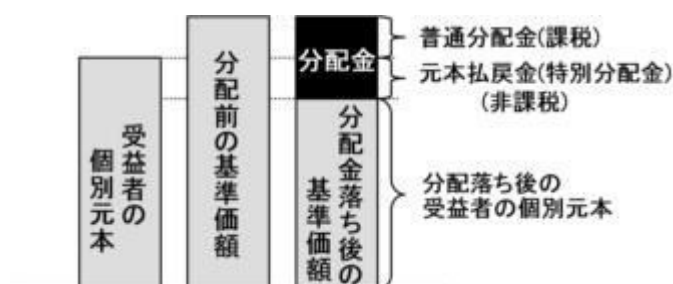 受益者の
個別元本
分配前の基準価額
分配金
分配金落ち後の
基準価額
普通分配金(課税)
元本払戻金(特別分配金)
(非課税)
分配落ち後の
受益者の個別元本